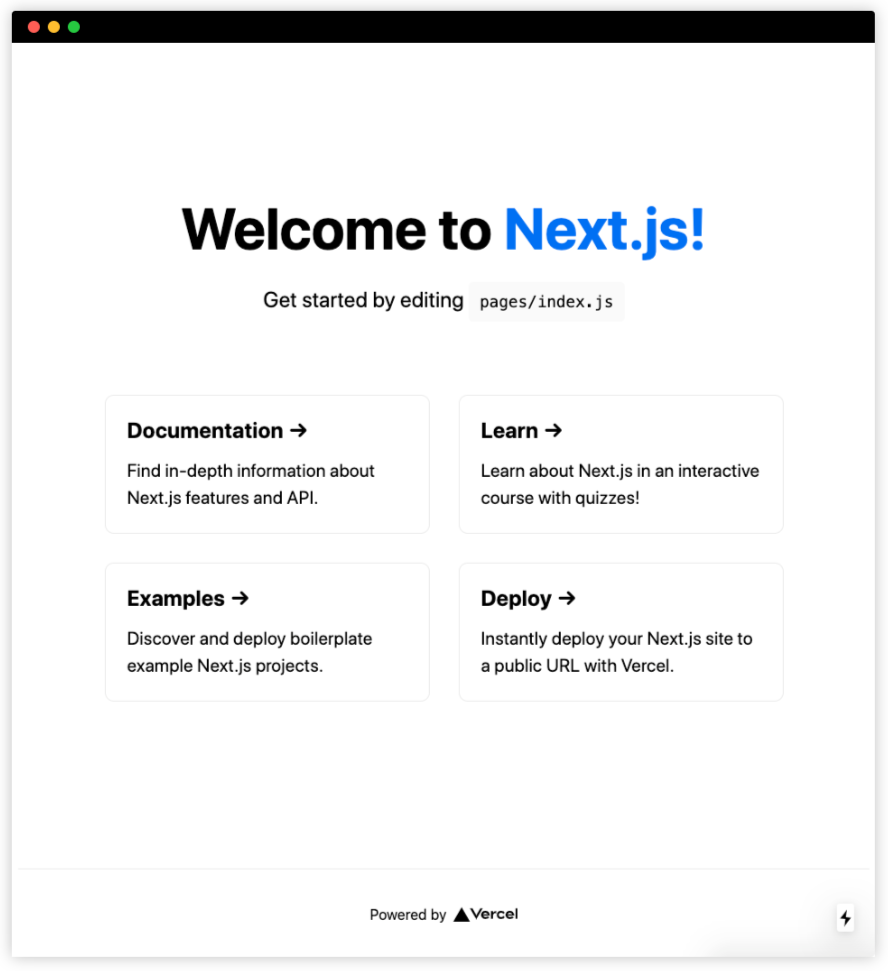 Welcome to Next.js!
Get started by editing pages/index.js
Documentation →
Find in-depth information about
Next.js features and API.
Learn →
Learn about Next.js in an interactive
course with quizzes!
Examples →
Discover and deploy boilerplate
example Next.js projects.
Deploy →
Instantly deploy your Next.js site to
a public URL with Vercel.
Powered by Vercel